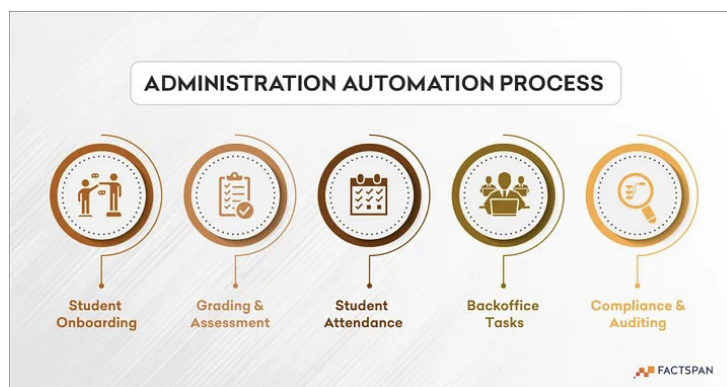 ADMINISTRATION AUTOMATION PROCESS
Student
Onboarding
Grading &
Assessment
Student
Attendance
Backoffice
Tasks
Compliance &
Auditing
FACTSPAN